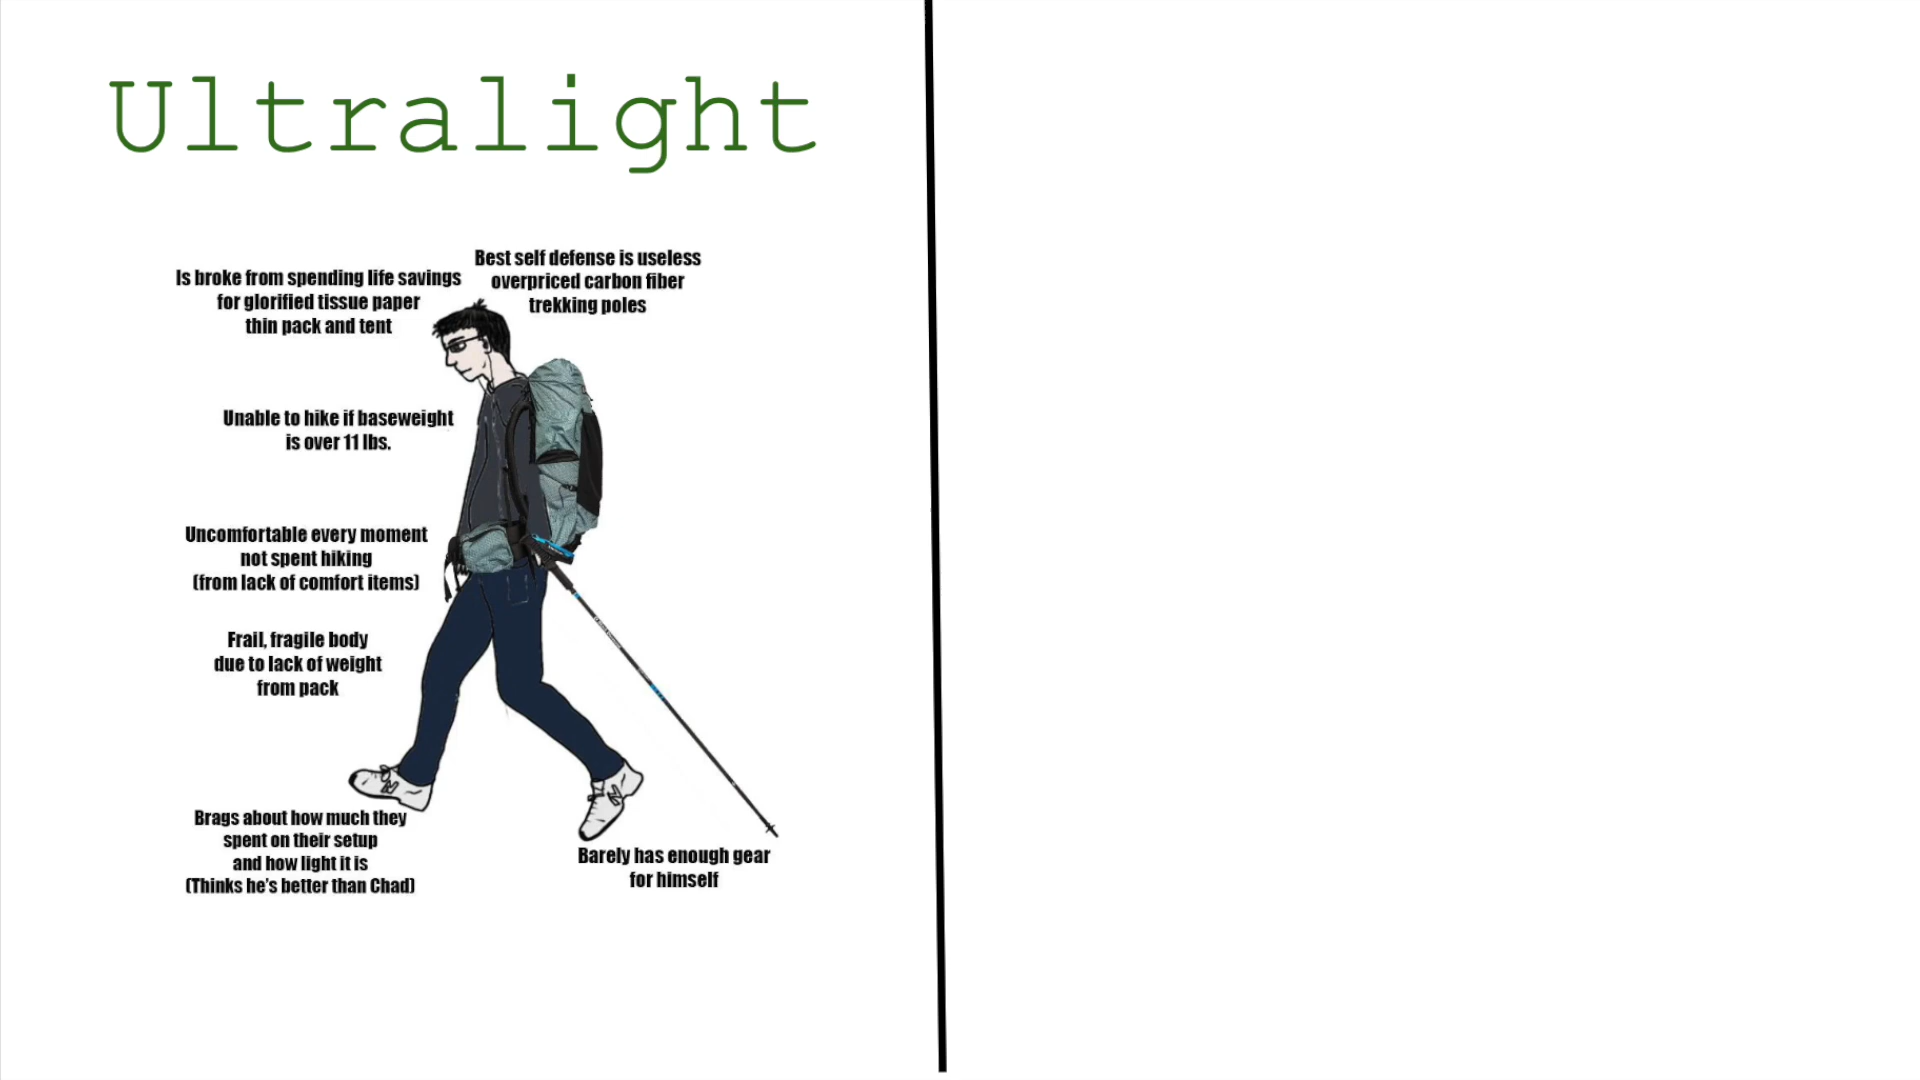 Ultralight
Is broke from spending life savings
for glorified tissue paper
thin pack and tent
Best self defense is useless
overpriced carbon fiber
trekking poles
Unable to hike if baseweight
is over 11 lbs.
Uncomfortable every moment
not spent hiking
(from lack of comfort items)
Frail, fragile body
due to lack of weight
from pack
Brags about how much they
spent on their setup
and how light it is
(Thinks he's better than Chad)
Barely has enough gear
for himself